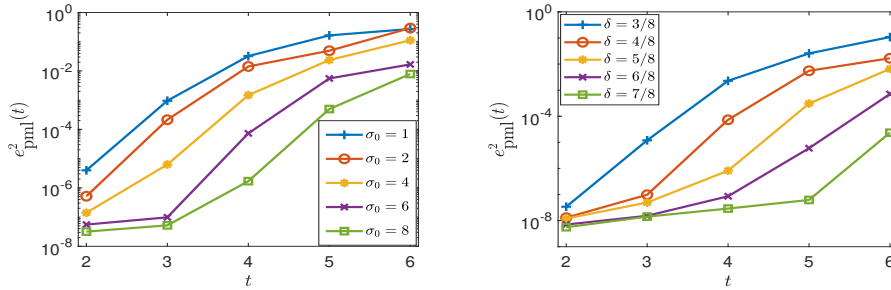 10^0
10^-2
10^-4
10^-6
10^-8
e^2_pml(t)
2 3 4 5 6
t
σ_0 = 1
σ_0 = 2
σ_0 = 4
σ_0 = 6
σ_0 = 8
10^0
10^-4
10^-8
e^2_pml(t)
2 3 4 5 6
t
δ = 3/8
δ = 4/8
δ = 5/8
δ = 6/8
δ = 7/8